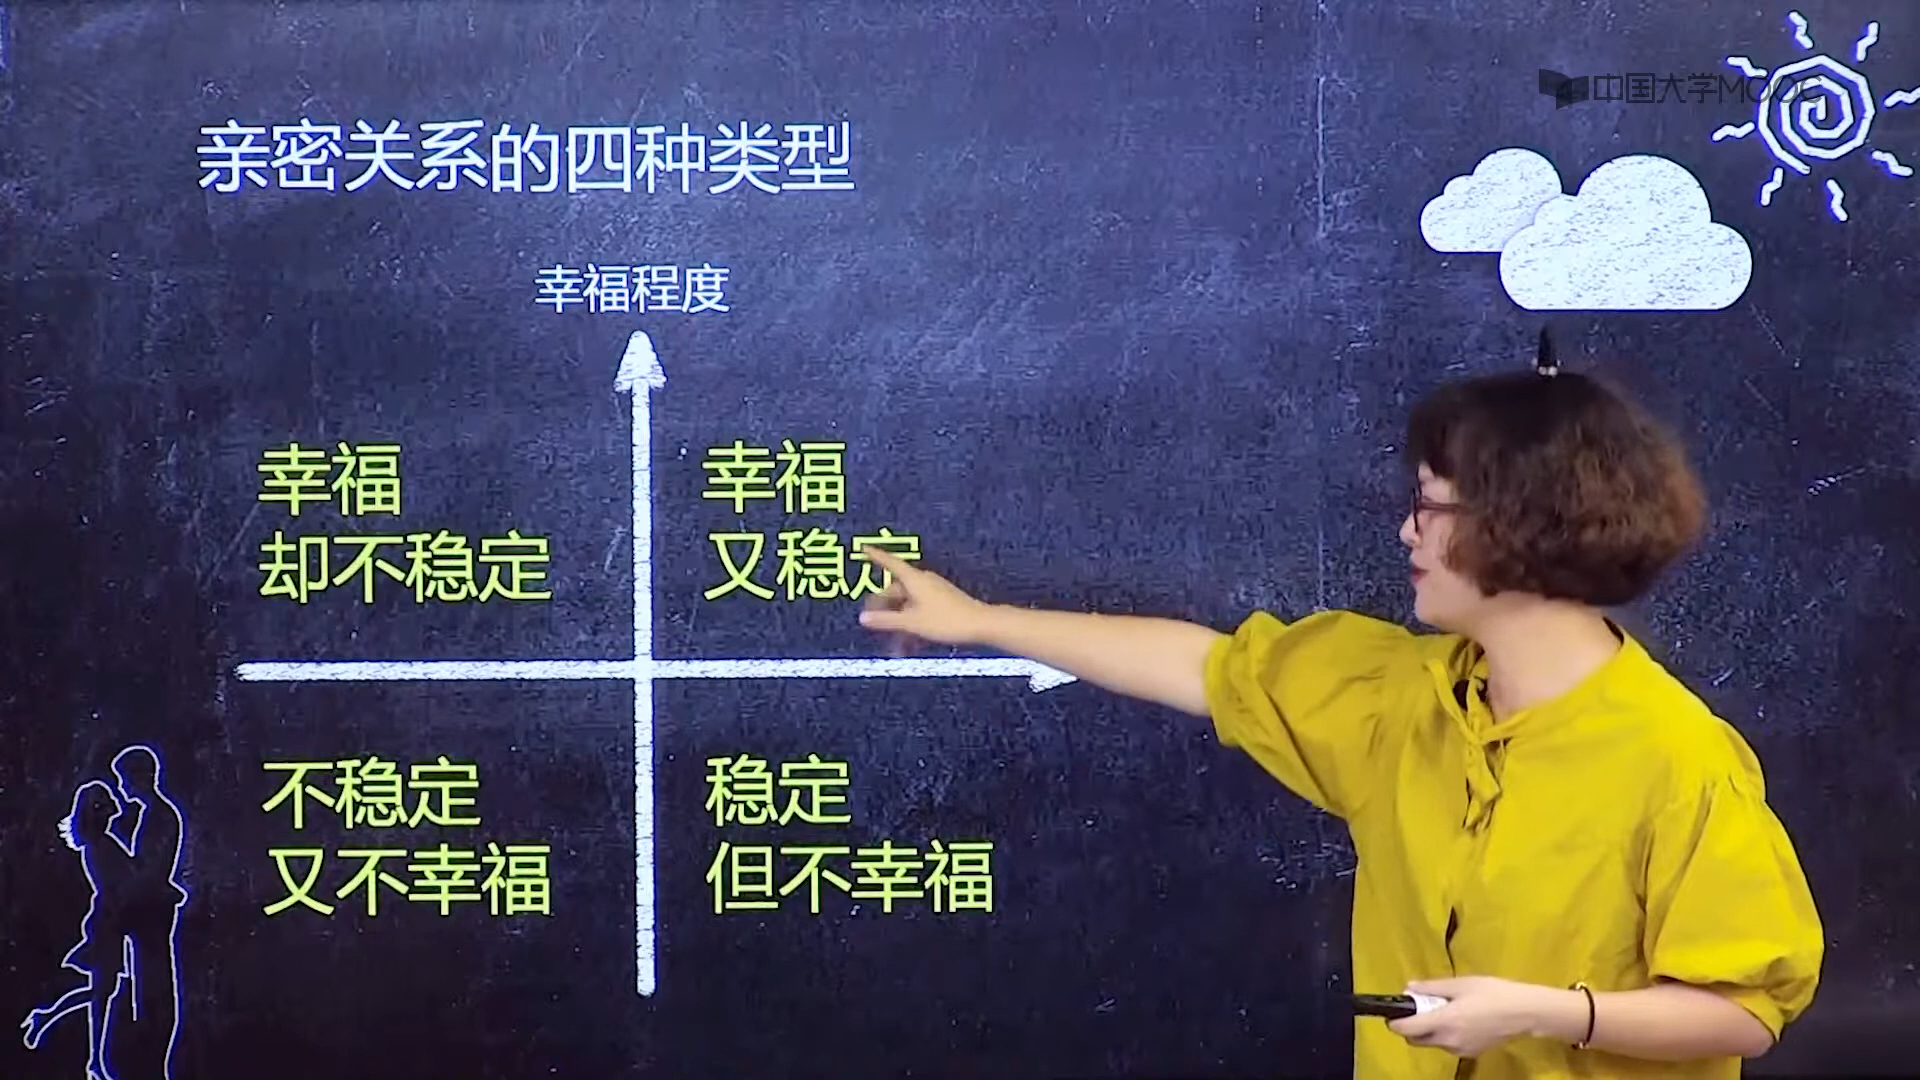 中国大学MOOC
亲密关系的四种类型
幸福程度
幸福
却不稳定
幸福
又稳定
不稳定
又不幸福
稳定
但不幸福